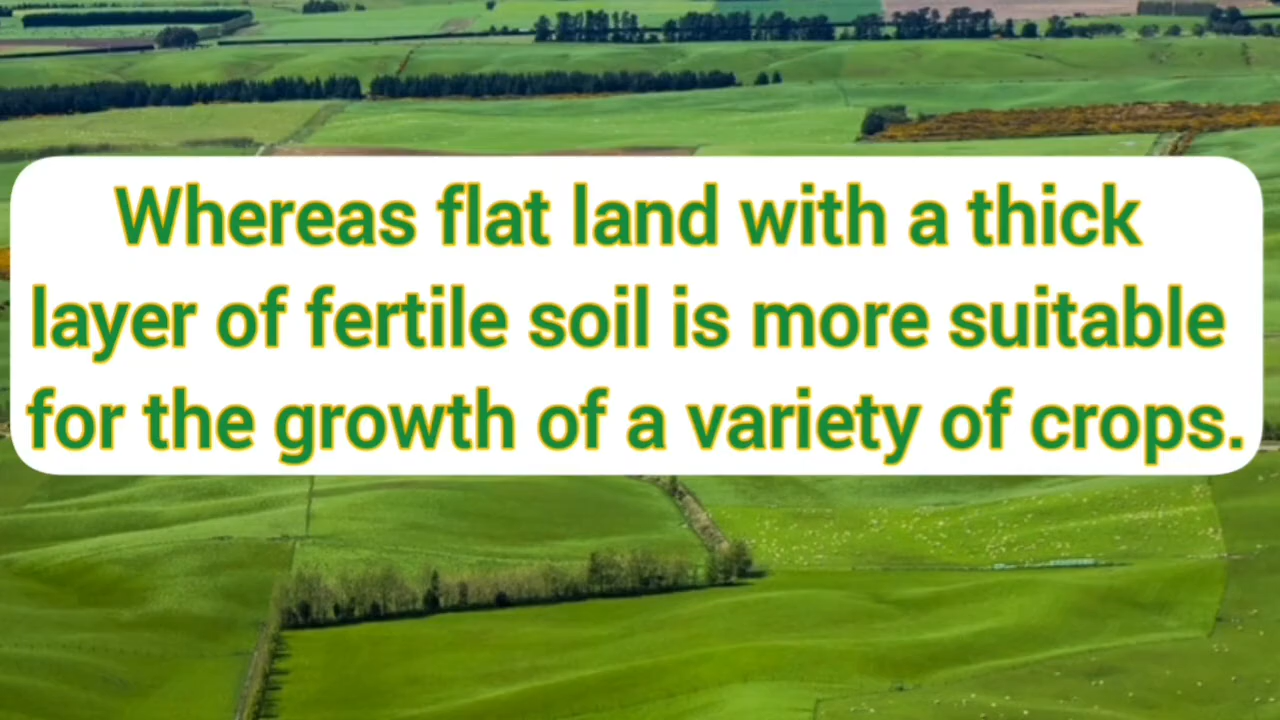 Whereas flat land with a thick
layer of fertile soil is more suitable
for the growth of a variety of crops.